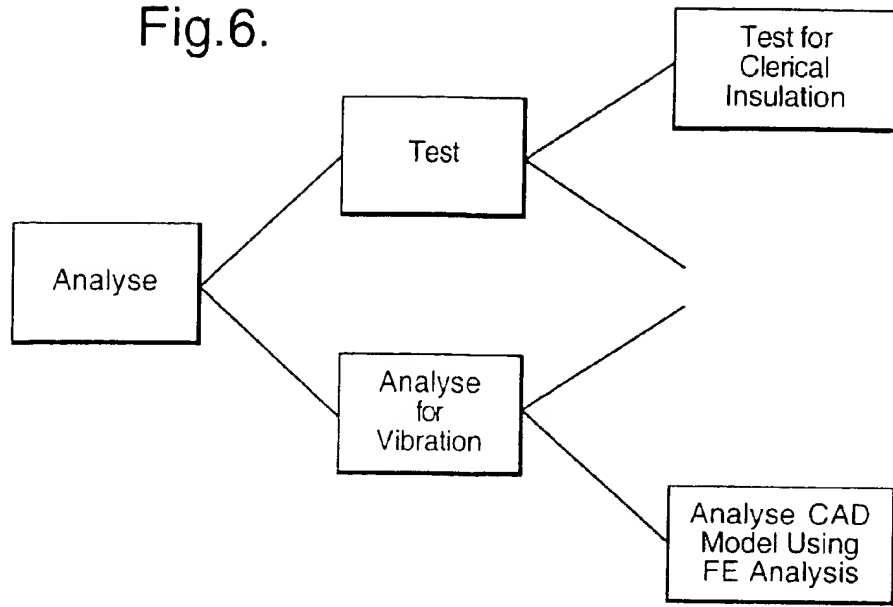 Fig.6.
Test for
Clerical
Insulation
Test
Analyse
Analyse
for
Vibration
Analyse CAD
Model Using
FE Analysis